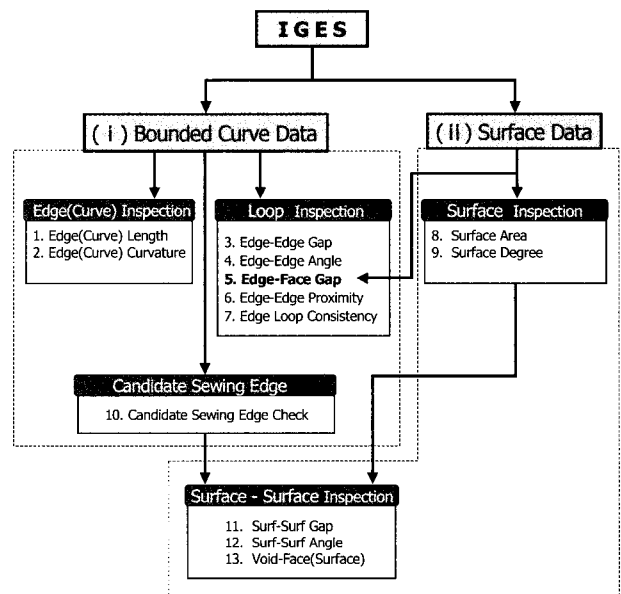 IGES
( i ) Bounded Curve Data
(ii) Surface Data
Edge(Curve) Inspection
1. Edge(Curve) Length
2. Edge(Curve) Curvature
Loop Inspection
3. Edge-Edge Gap
4. Edge-Edge Angle
5. Edge-Face Gap
6. Edge-Edge Proximity
7. Edge Loop Consistency
Surface Inspection
8. Surface Area
9. Surface Degree
Candidate Sewing Edge
10. Candidate Sewing Edge Check
Surface - Surface Inspection
11. Surf-Surf Gap
12. Surf-Surf Angle
13. Void-Face(Surface)